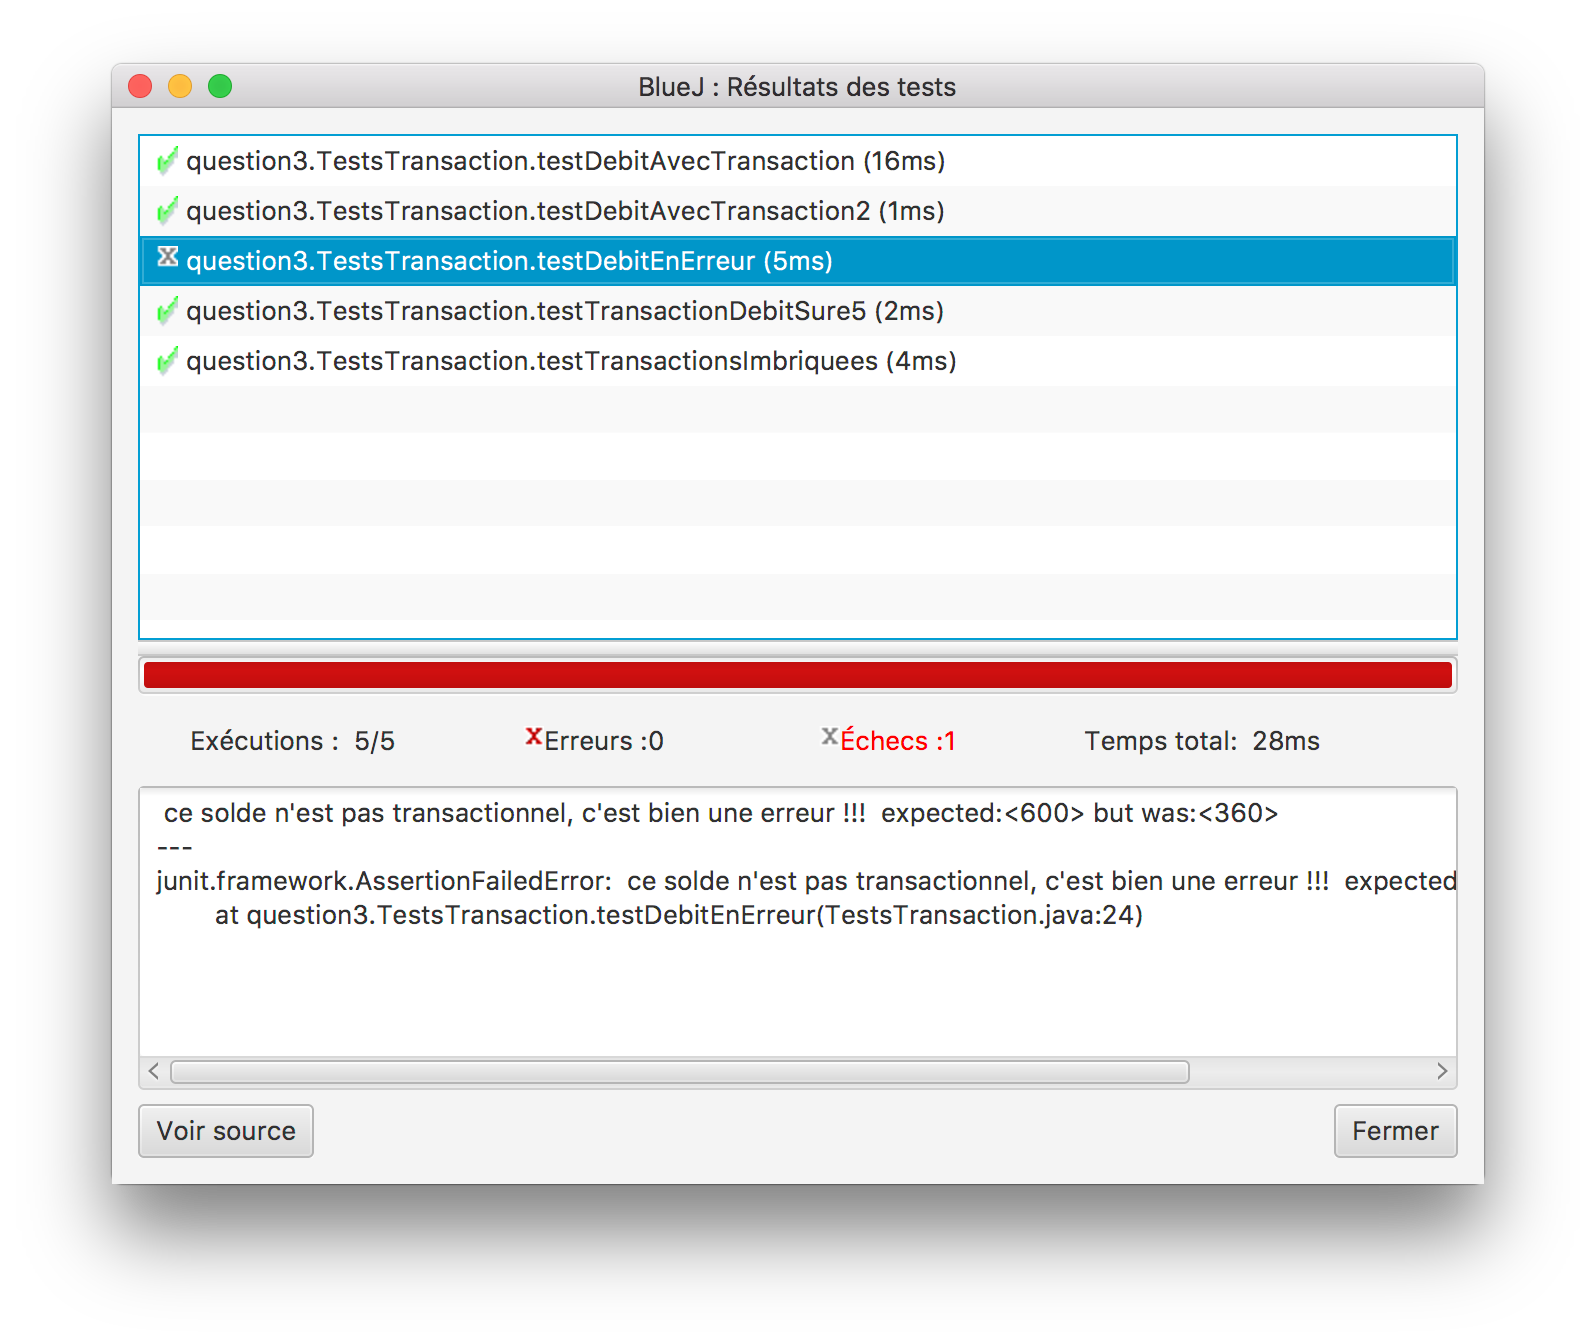 BlueJ : Résultats des tests
question3.TestsTransaction.testDebitAvecTransaction (16ms)
question3.TestsTransaction.testDebitAvecTransaction2 (1ms)
question3.TestsTransaction.testDebitEnErreur (5ms)
question3.TestsTransaction.testTransactionDebitSure5 (2ms)
question3.TestsTransaction.testTransactionsImbriquees (4ms)
Exécutions : 5/5 Erreurs :0 Échecs :1 Temps total: 28ms
ce solde n'est pas transactionnel, c'est bien une erreur !!! expected:<600> but was:<360>
---
junit.framework.AssertionFailedError: ce solde n'est pas transactionnel, c'est bien une erreur !!! expected
at question3.TestsTransaction.testDebitEnErreur(TestsTransaction.java:24)
Voir source Fermer